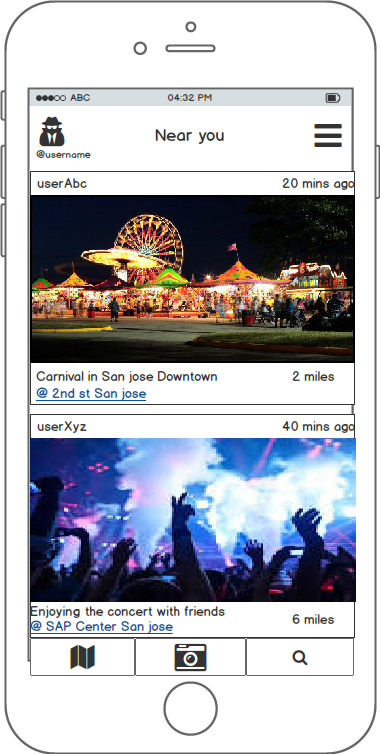 ABC 04:32 PM
@username
Near you
userAbc 20 mins ago
Carnival in San jose Downtown 2 miles
@ 2nd st San jose
userXyz 40 mins ago
Enjoying the concert with friends
6 miles
@ SAP Center San jose